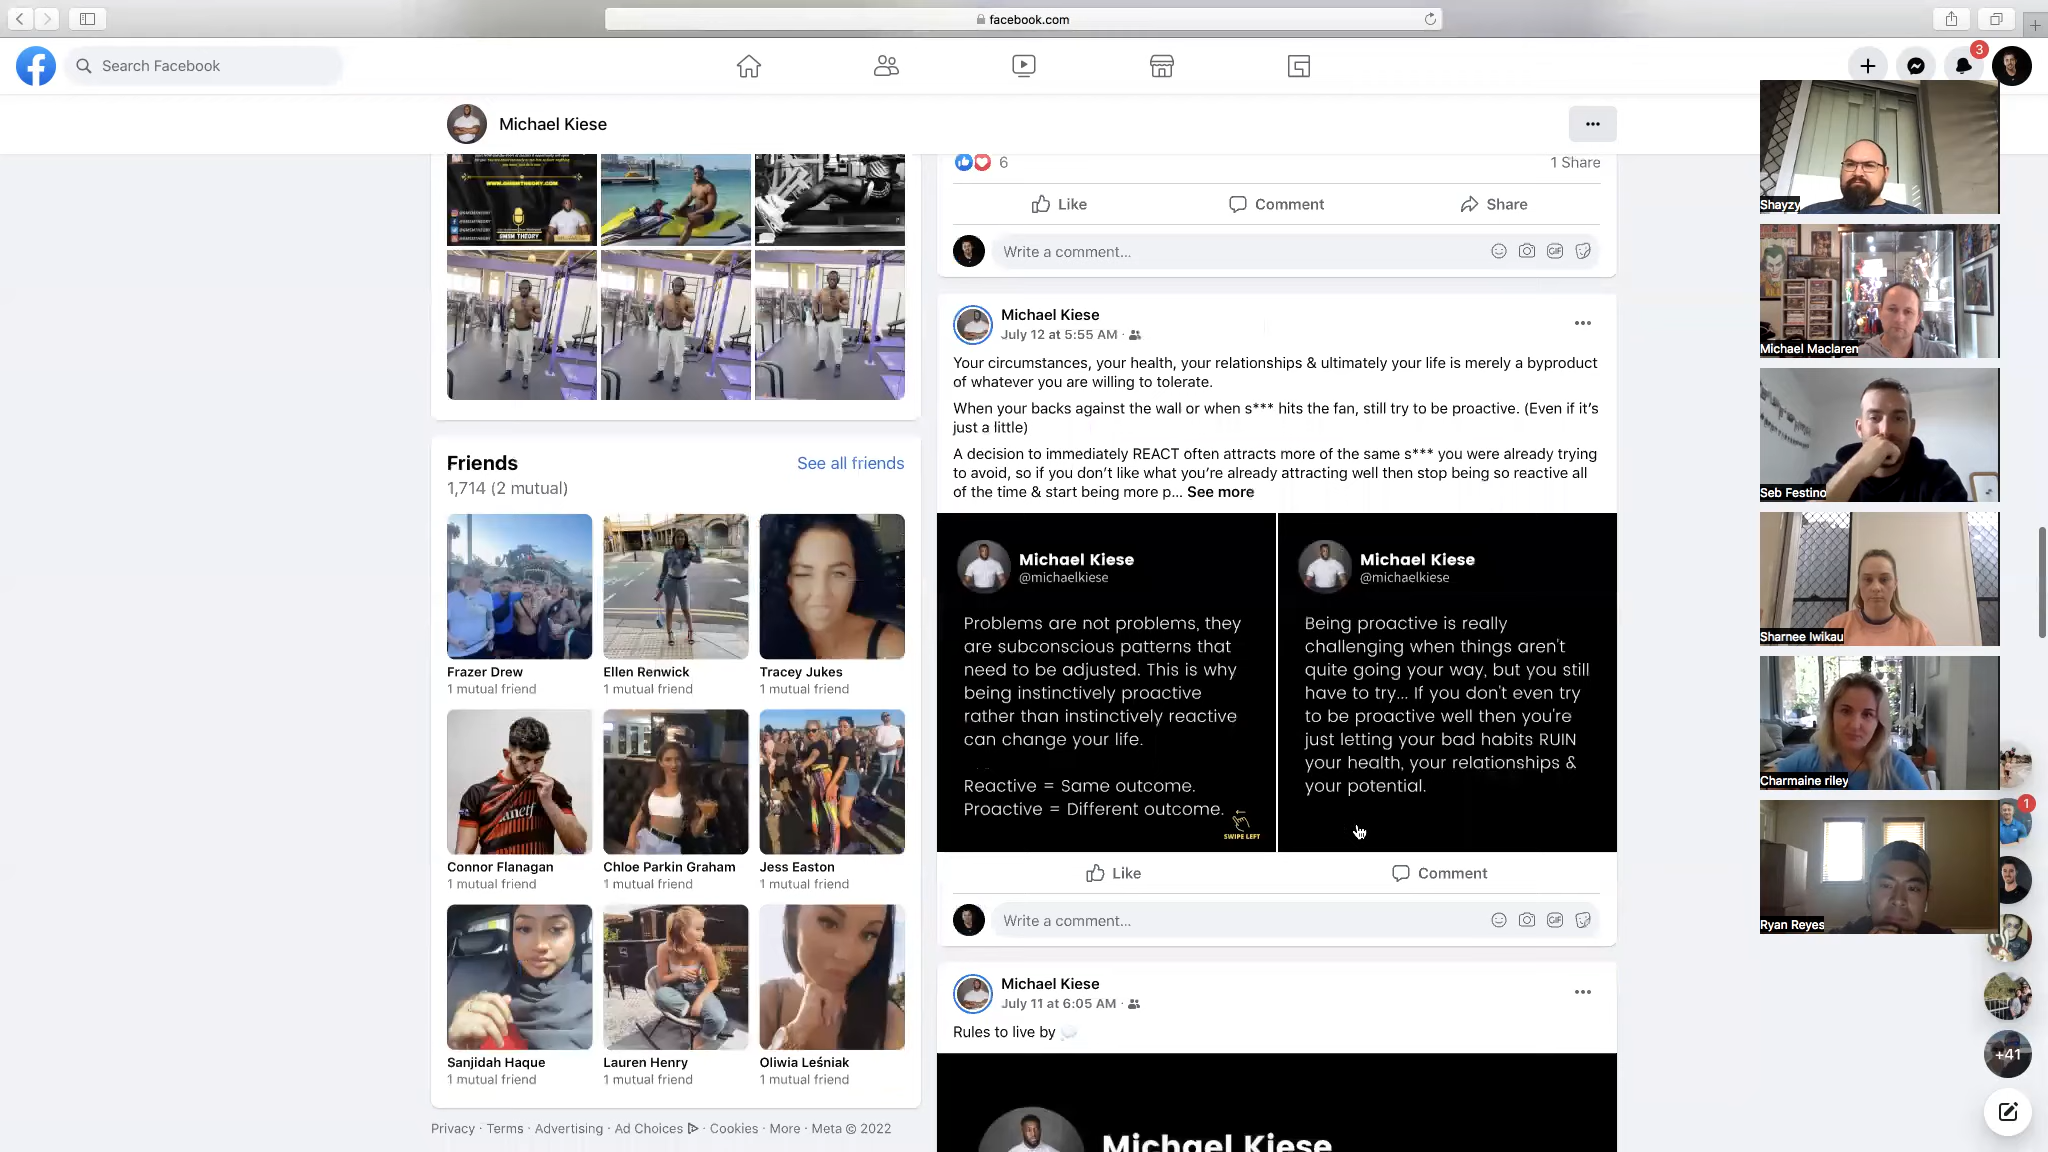 facebook.com
Search Facebook
3
Michael Kiese
WWW.GMSMTHEORY.COM
@GMSMTHEORY
@GMSMTHEORY
@GMSMTHEORY
GMSM THEORY
Friends
See all friends
1,714 (2 mutual)
Frazer Drew
1 mutual friend
Ellen Renwick
1 mutual friend
Tracey Jukes
1 mutual friend
Connor Flanagan
1 mutual friend
Chloe Parkin Graham
1 mutual friend
Jess Easton
1 mutual friend
Sanjidah Haque
1 mutual friend
Lauren Henry
1 mutual friend
Oliwia Leśniak
1 mutual friend
Privacy · Terms · Advertising · Ad Choices · Cookies · More · Meta © 2022
6
1 Share
Like
Comment
Share
Write a comment...
GIF
Michael Kiese
July 12 at 5:55 AM ·
Your circumstances, your health, your relationships & ultimately your life is merely a byproduct
of whatever you are willing to tolerate.
When your backs against the wall or when s*** hits the fan, still try to be proactive. (Even if it's
just a little)
A decision to immediately REACT often attracts more of the same s*** you were already trying
to avoid, so if you don't like what you're already attracting well then stop being so reactive all
of the time & start being more p... See more
Michael Kiese
@michaelkiese
Problems are not problems, they
are subconscious patterns that
need to be adjusted. This is why
being instinctively proactive
rather than instinctively reactive
can change your life.
Reactive = Same outcome.
Proactive = Different outcome.
SWIPE LEFT
Michael Kiese
@michaelkiese
Being proactive is really
challenging when things aren't
quite going your way, but you still
have to try... If you don't even try
to be proactive well then you're
just letting your bad habits RUIN
your health, your relationships &
your potential.
Like
Comment
Write a comment...
GIF
Michael Kiese
July 11 at 6:05 AM ·
Rules to live by
Michael Kiese
Shayzy
Michael Maclaren
Seb Festino
Sharnee Iwikau
Charmaine riley
Ryan Reyes
1
+41